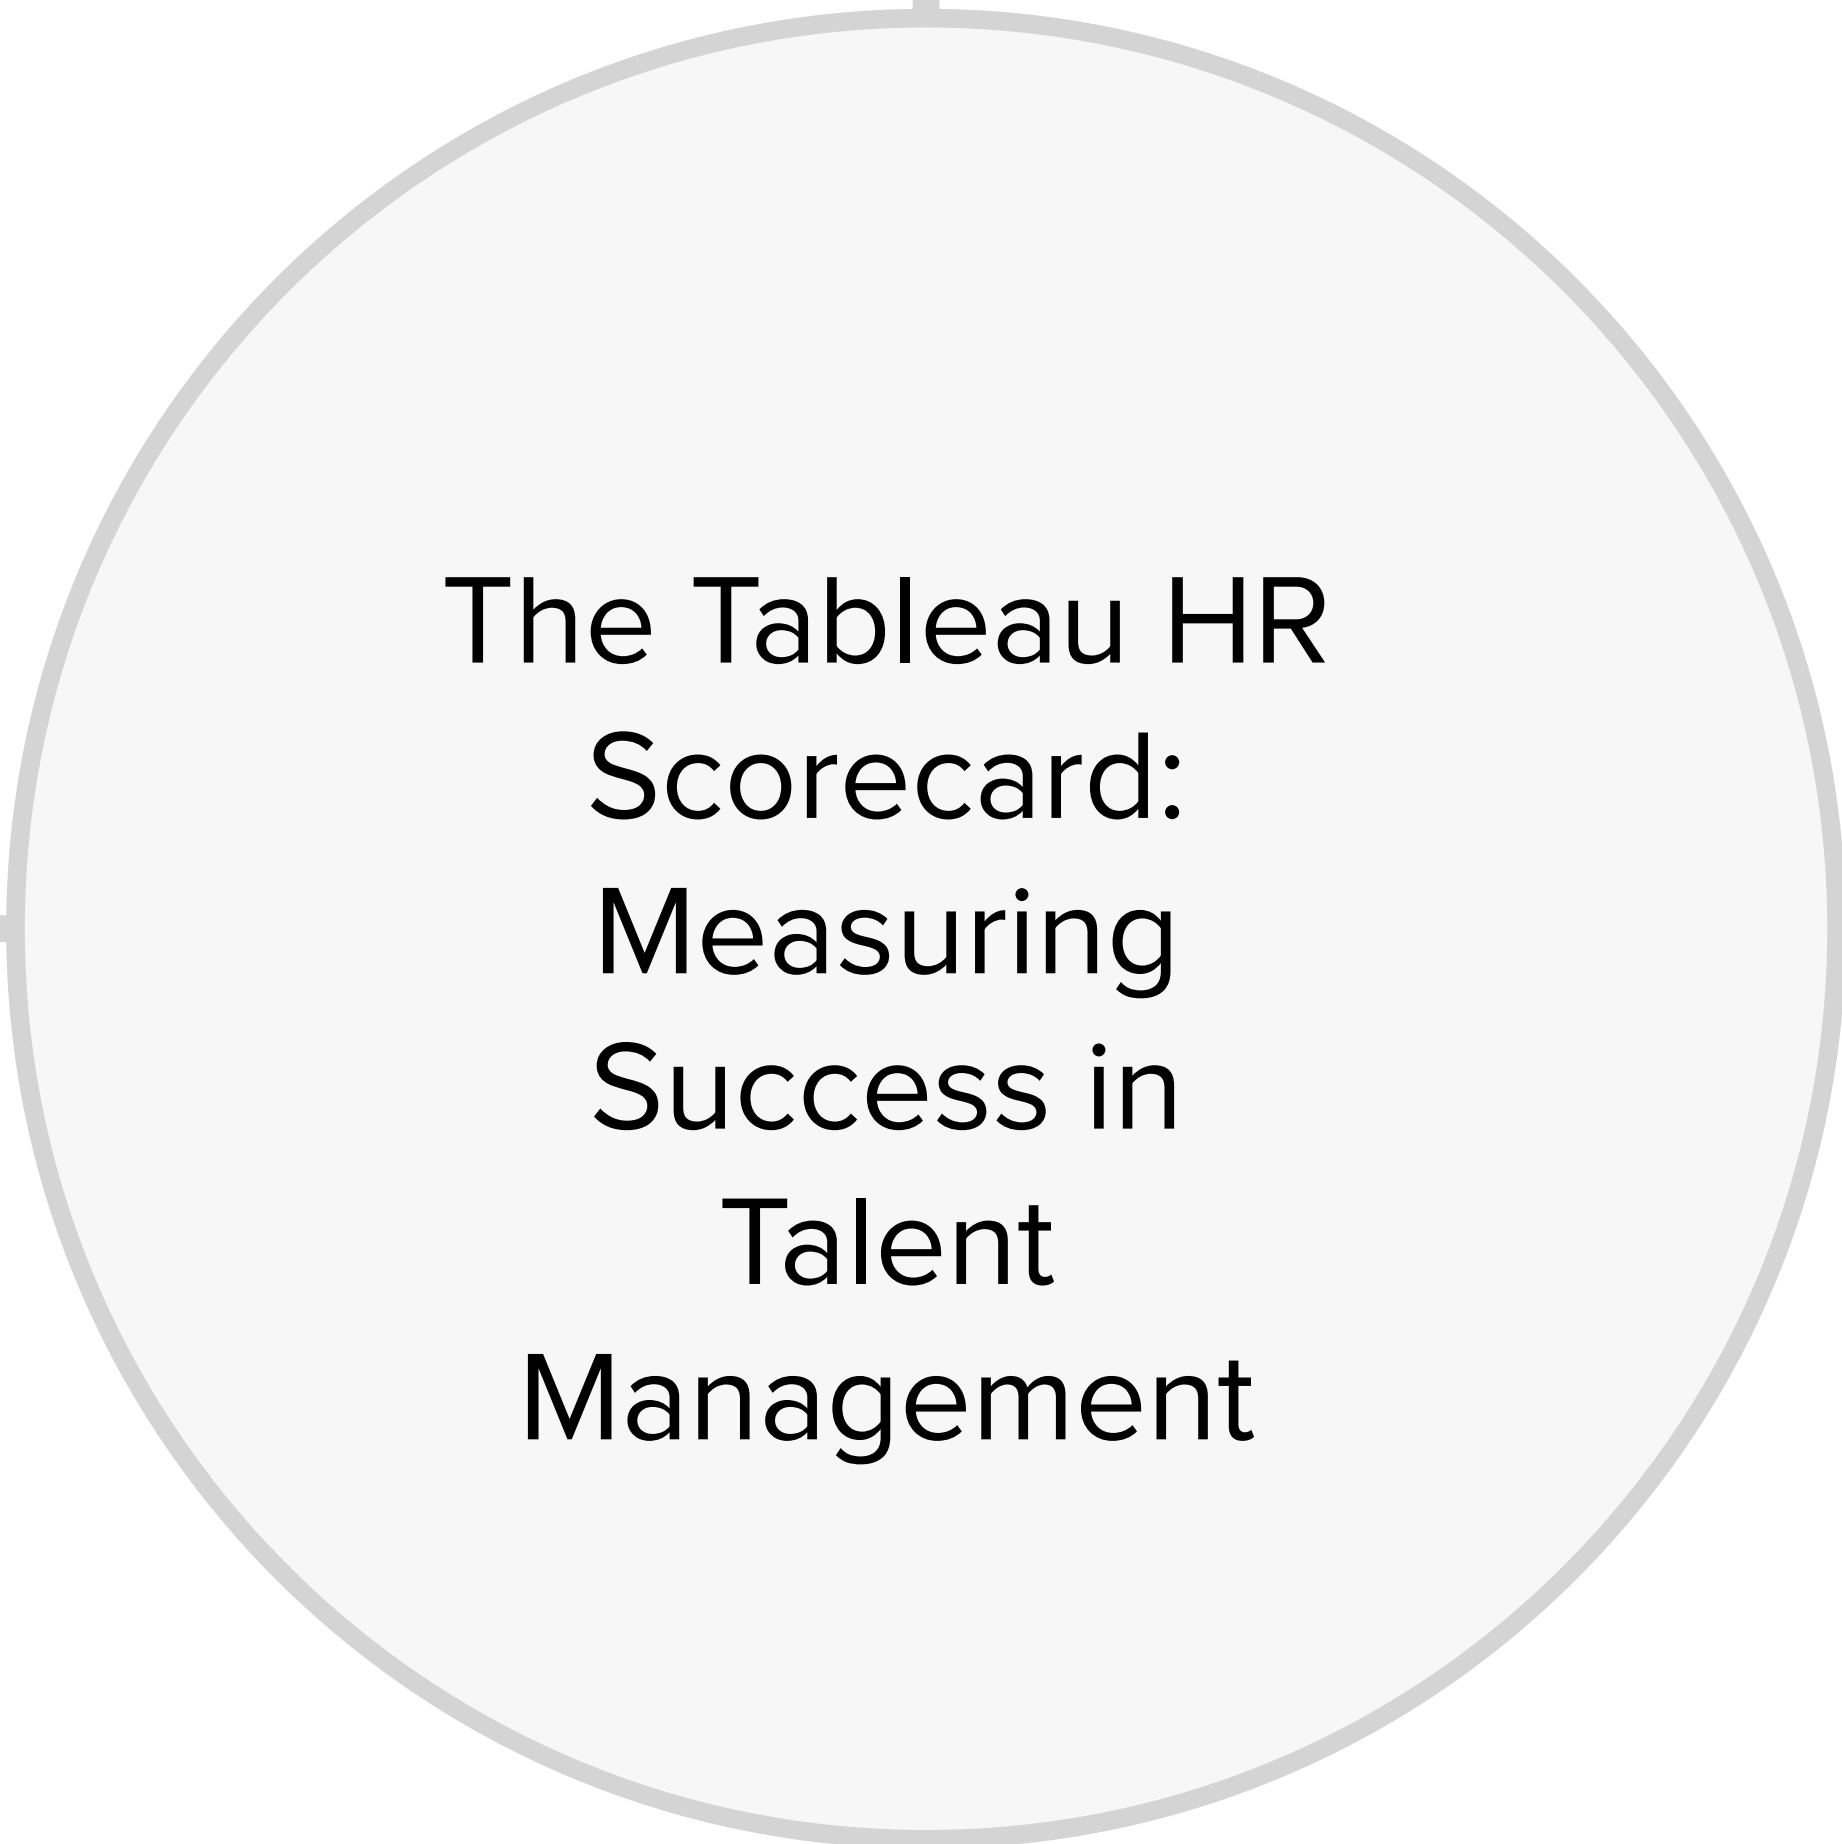 The Tableau HR
Scorecard:
Measuring
Success in
Talent
Management